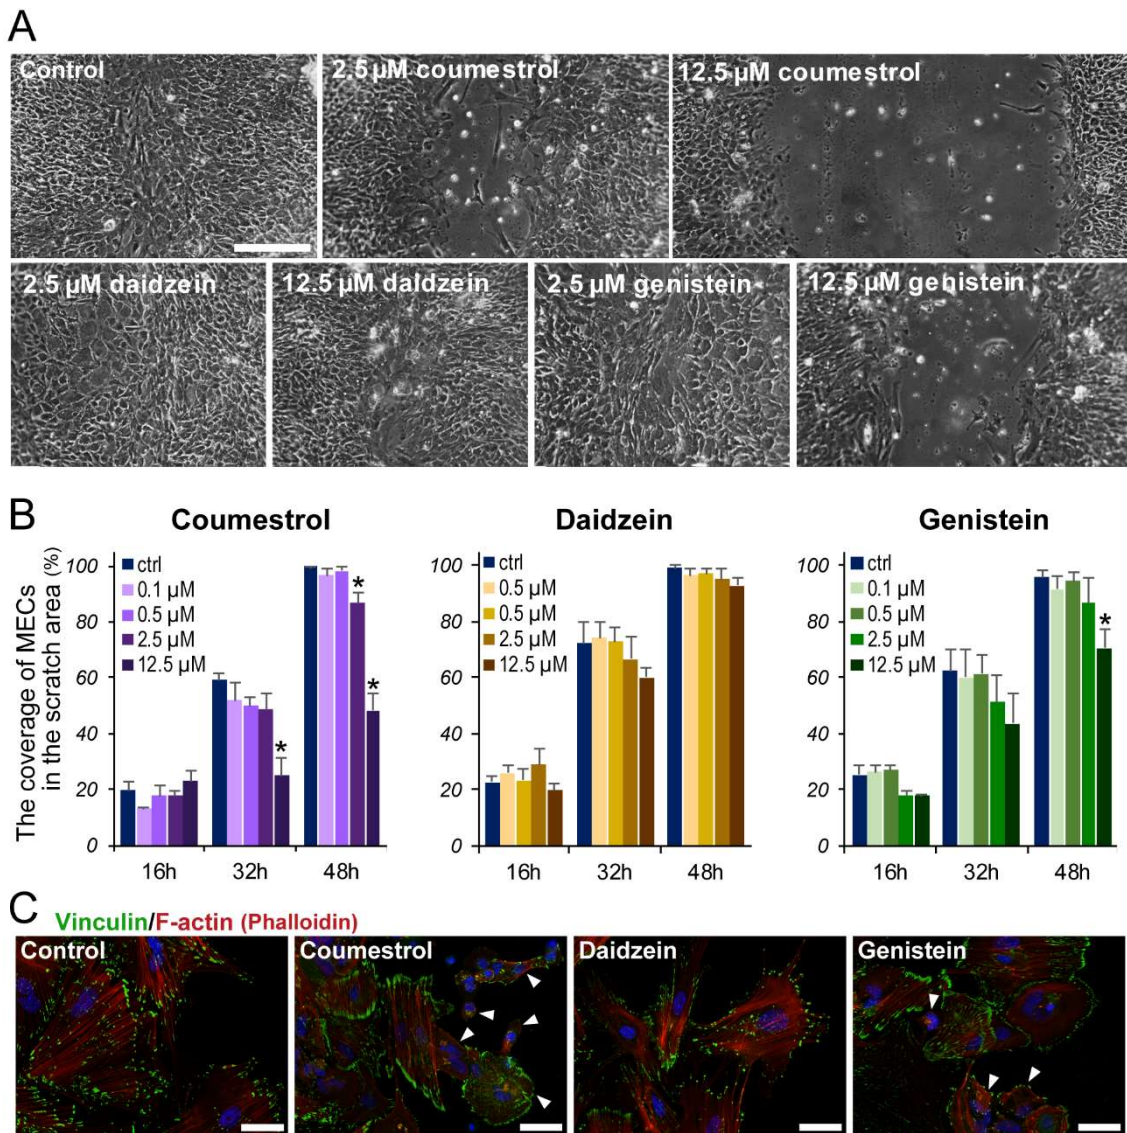 A
Control
2.5 µM coumestrol
12.5 µM coumestrol
2.5 µM daidzein
12.5 µM daidzein
2.5 µM genistein
12.5 µM genistein
B
Coumestrol
Daidzein
Genistein
The coverage of MECs
in the scratch area (%)
100
80
60
40
20
0
ctrl
0.1 µM
0.5 µM
2.5 µM
12.5 µM
*
*
*
16h
32h
48h
100
80
60
40
20
0
ctrl
0.5 µM
0.5 µM
2.5 µM
12.5 µM
16h
32h
48h
100
80
60
40
20
0
ctrl
0.1 µM
0.5 µM
2.5 µM
12.5 µM
*
16h
32h
48h
C
Vinculin/F-actin (Phalloidin)
Control
Coumestrol
Daidzein
Genistein